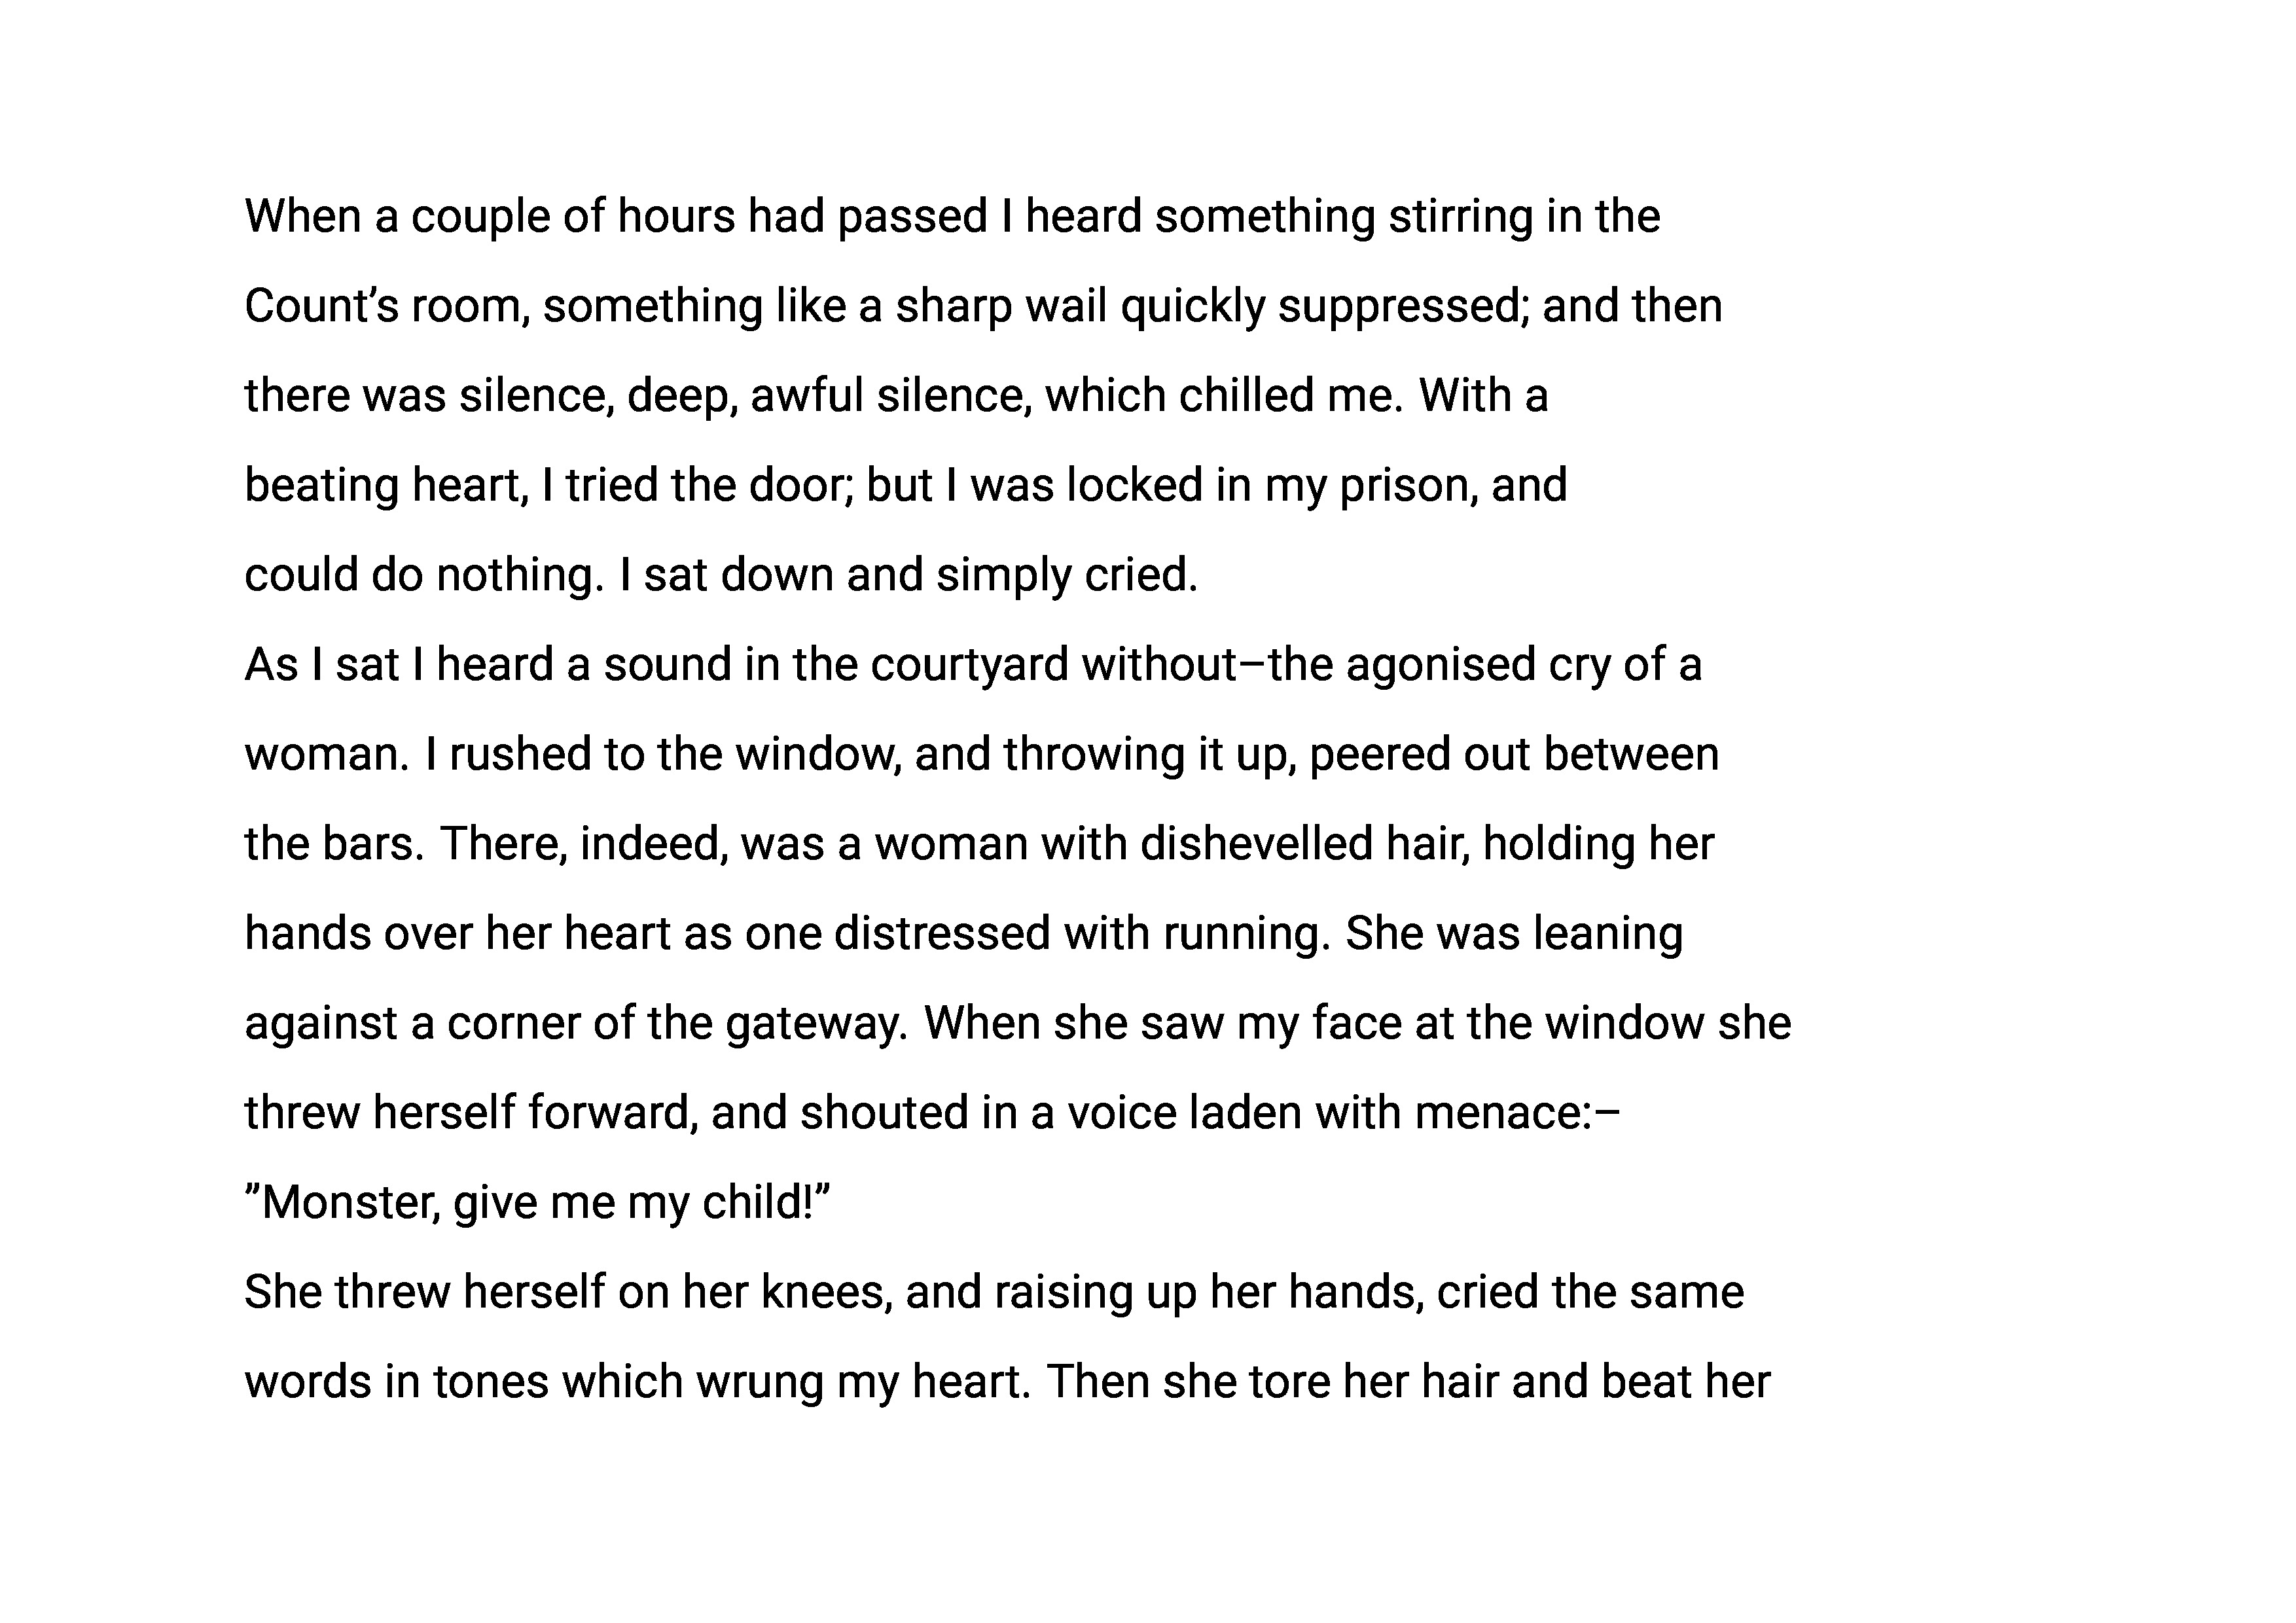 When a couple of hours had passed I heard something stirring in the
Count’s room, something like a sharp wail quickly suppressed; and then
there was silence, deep, awful silence, which chilled me. With a
beating heart, I tried the door; but I was locked in my prison, and
could do nothing. I sat down and simply cried.
As I sat I heard a sound in the courtyard without–the agonised cry of a
woman. I rushed to the window, and throwing it up, peered out between
the bars. There, indeed, was a woman with dishevelled hair, holding her
hands over her heart as one distressed with running. She was leaning
against a corner of the gateway. When she saw my face at the window she
threw herself forward, and shouted in a voice laden with menace:–
”Monster, give me my child!”
She threw herself on her knees, and raising up her hands, cried the same
words in tones which wrung my heart. Then she tore her hair and beat her